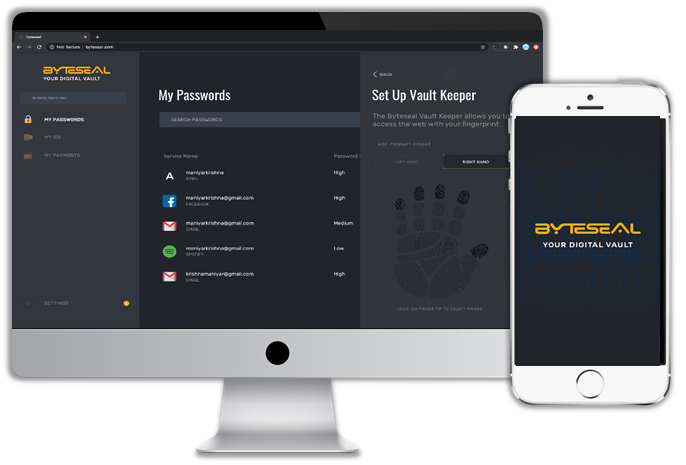 byteseal
Not Secure | byteseal.com
BYTESEAL
YOUR DIGITAL VAULT
MY PASSWORDS
MY IDS
MY PAYMENTS
SETTINGS
My Passwords
SEARCH PASSWORDS
Service Name
Password
maniyarkrishna
High
maniyarkrishna@gmail.com
High
FACEBOOK
maniyarkrishna@gmail.com
Medium
GMAIL
maniyarkrishna@gmail.com
Low
SPOTIFY
krishnamaniyar@gmail.com
High
GMAIL
BACK
Set Up Vault Keeper
The Byteseal Vault Keeper allows you to
access the web with your fingerprint
ADD PRIMARY FINGER
LEFT HAND
RIGHT HAND
CLICK ON FINGER TIP TO SELECT FINGER
BYTESEAL
YOUR DIGITAL VAULT